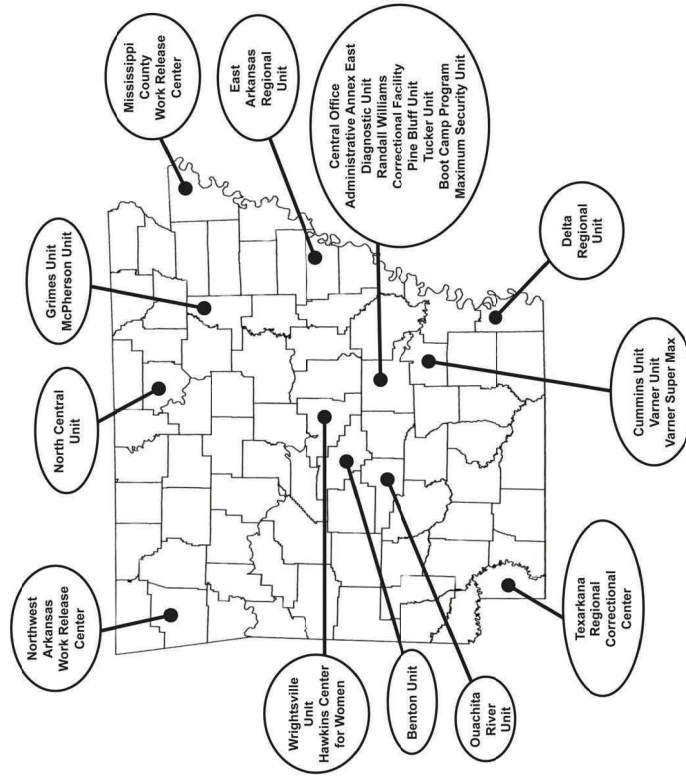 Northwest
Arkansas
Work Release
Center
North Central
Unit
Grimes Unit
McPherson Unit
Mississippi
County
Work Release
Center
East
Arkansas
Regional
Unit
Central Office
Administrative Annex East
Diagnostic Unit
Randall Williams
Correctional Facility
Pine Bluff Unit
Tucker Unit
Boot Camp Program
Maximum Security Unit
Delta
Regional
Unit
Cummins Unit
Varner Unit
Varner Super Max
Texarkana
Regional
Correctional
Center
Ouachita
River
Unit
Benton Unit
Wrightsville
Unit
Hawkins Center
for Women